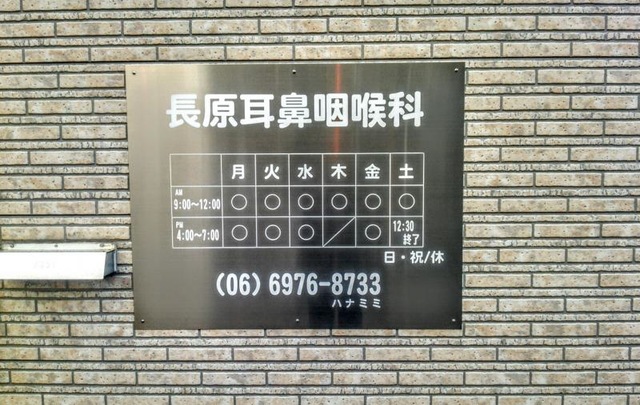 長原耳鼻咽喉科
月 火 水 木 金 土
AM
9:00〜12:00 ○ ○ ○ ○ ○ ○
PM
4:00〜7:00 ○ ○ ○ ／ ○ 12:30
終了
日・祝/休
(06)6976-8733
ハナミミ